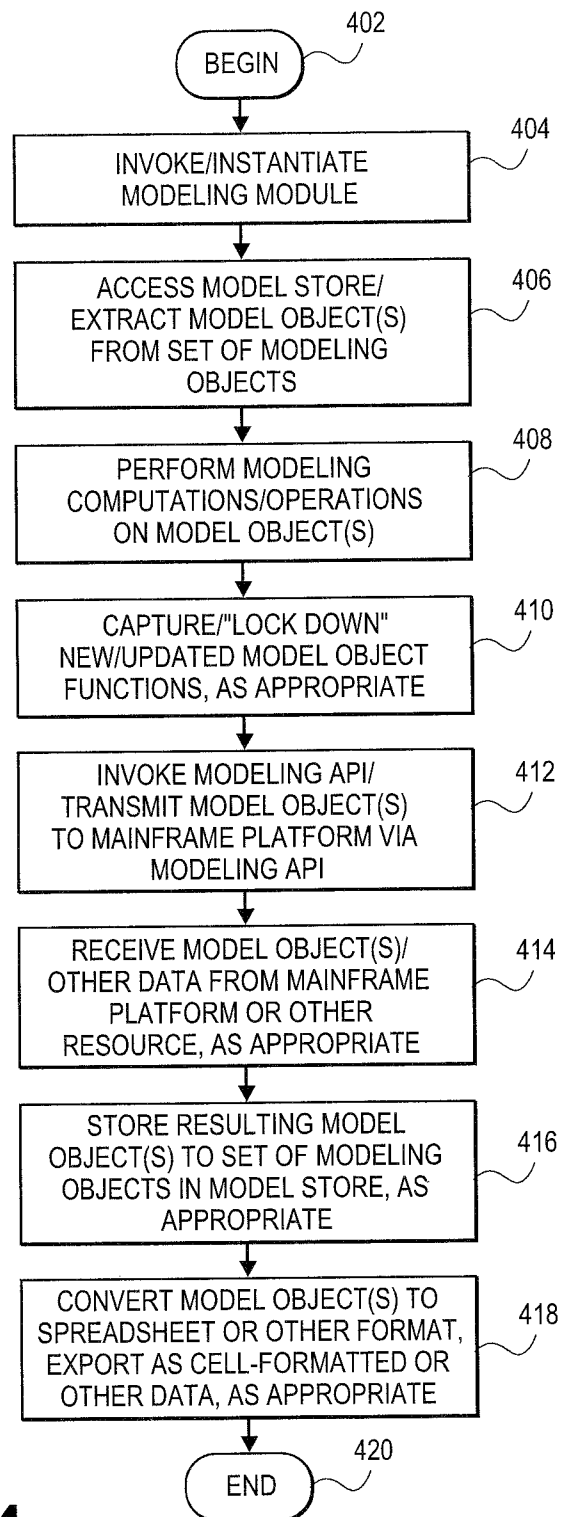 402
BEGIN
404
INVOKE/INSTANTIATE
MODELING MODULE
406
ACCESS MODEL STORE/
EXTRACT MODEL OBJECT(S)
FROM SET OF MODELING
OBJECTS
408
PERFORM MODELING
COMPUTATIONS/OPERATIONS
ON MODEL OBJECT(S)
410
CAPTURE/"LOCK DOWN"
NEW/UPDATED MODEL OBJECT
FUNCTIONS, AS APPROPRIATE
412
INVOKE MODELING API/
TRANSMIT MODEL OBJECT(S)
TO MAINFRAME PLATFORM VIA
MODELING API
414
RECEIVE MODEL OBJECT(S)/
OTHER DATA FROM MAINFRAME
PLATFORM OR OTHER
RESOURCE, AS APPROPRIATE
416
STORE RESULTING MODEL
OBJECT(S) TO SET OF MODELING
OBJECTS IN MODEL STORE, AS
APPROPRIATE
418
CONVERT MODEL OBJECT(S) TO
SPREADSHEET OR OTHER FORMAT,
EXPORT AS CELL-FORMATTED OR
OTHER DATA, AS APPROPRIATE
420
END